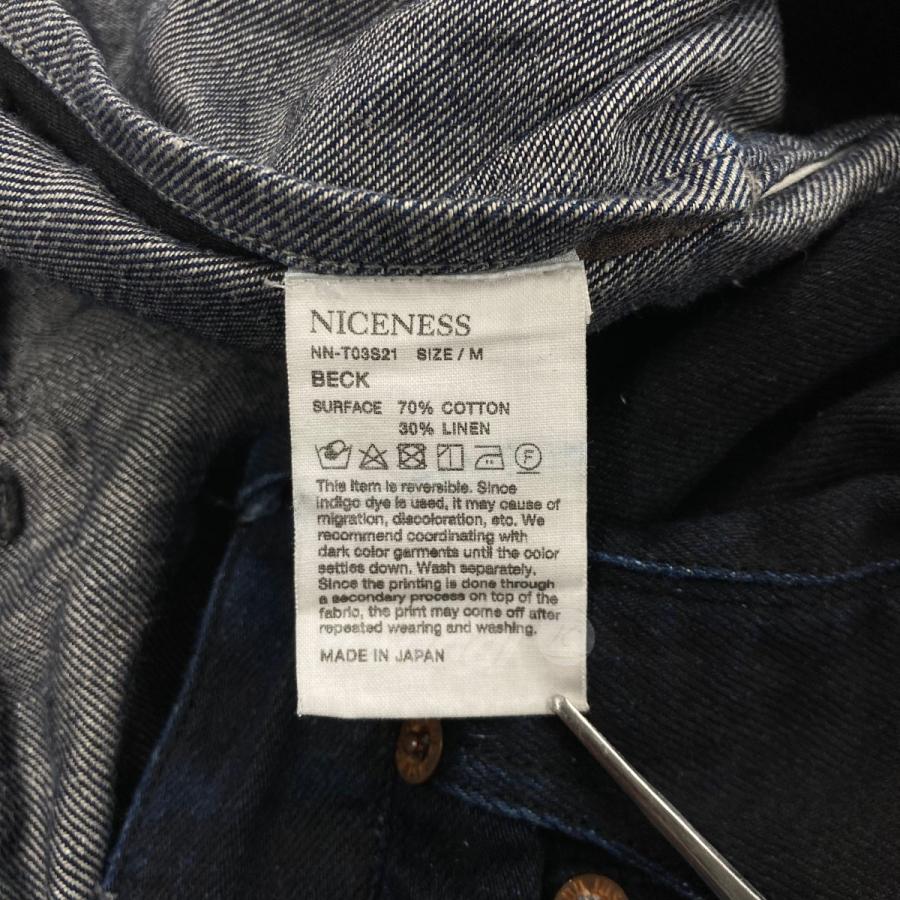 NICENESS
NN-T03S21 SIZE / M
BECK
SURFACE 70% COTTON
30% LINEN
F
This item is reversible. Since
indigo dye is used, it may cause of
migration, discoloration, etc. We
recommend coordinating with
dark color garments until the color
settles down. Wash separately.
Since the printing is done through
a secondary process on top of the
fabric, the print may come off after
repeated wearing and washing.
MADE IN JAPAN